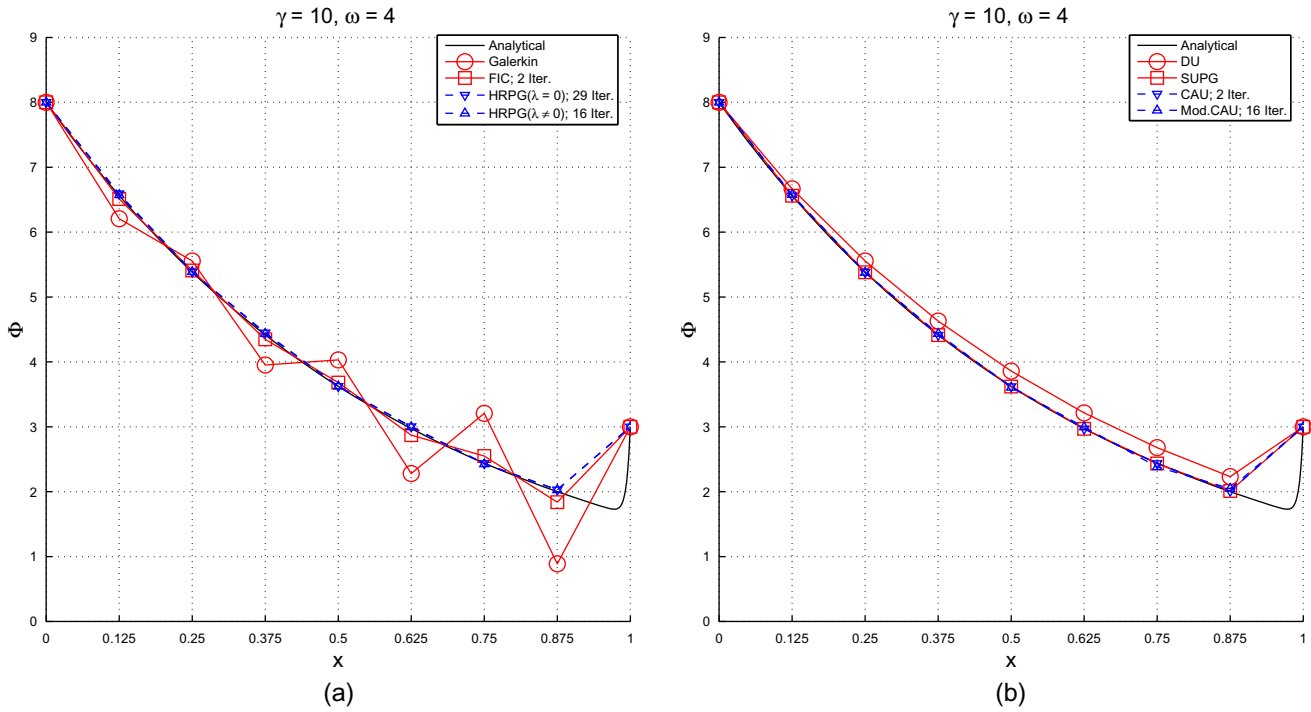 γ = 10, ω = 4
9
8
7
6
5
4
3
2
1
0
Φ
Analytical
Galerkin
FIC; 2 Iter.
HRPG(λ = 0); 29 Iter.
HRPG(λ ≠ 0); 16 Iter.
0 0.125 0.25 0.375 0.5 0.625 0.75 0.875 1
x
(a)
γ = 10, ω = 4
9
8
7
6
5
4
3
2
1
0
Φ
Analytical
DU
SUPG
CAU; 2 Iter.
Mod.CAU; 16 Iter.
0 0.125 0.25 0.375 0.5 0.625 0.75 0.875 1
x
(b)